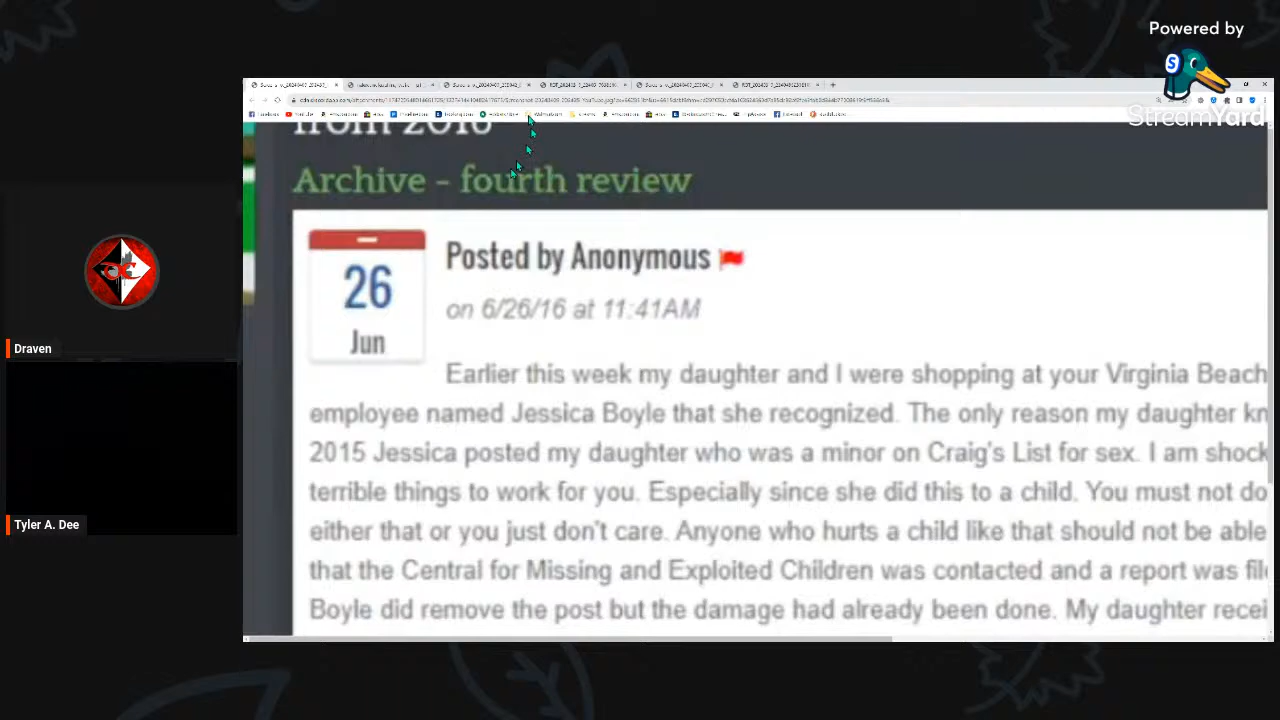 Powered by
StreamYard
from 2016
Archive - fourth review
26
Jun
Posted by Anonymous
on 6/26/16 at 11:41AM
Earlier this week my daughter and I were shopping at your Virginia Beach
employee named Jessica Boyle that she recognized. The only reason my daughter kn
2015 Jessica posted my daughter who was a minor on Craig's List for sex. I am shock
terrible things to work for you. Especially since she did this to a child. You must not do
either that or you just don't care. Anyone who hurts a child like that should not be able
that the Central for Missing and Exploited Children was contacted and a report was file
Boyle did remove the post but the damage had already been done. My daughter recei
Draven
Tyler A. Dee